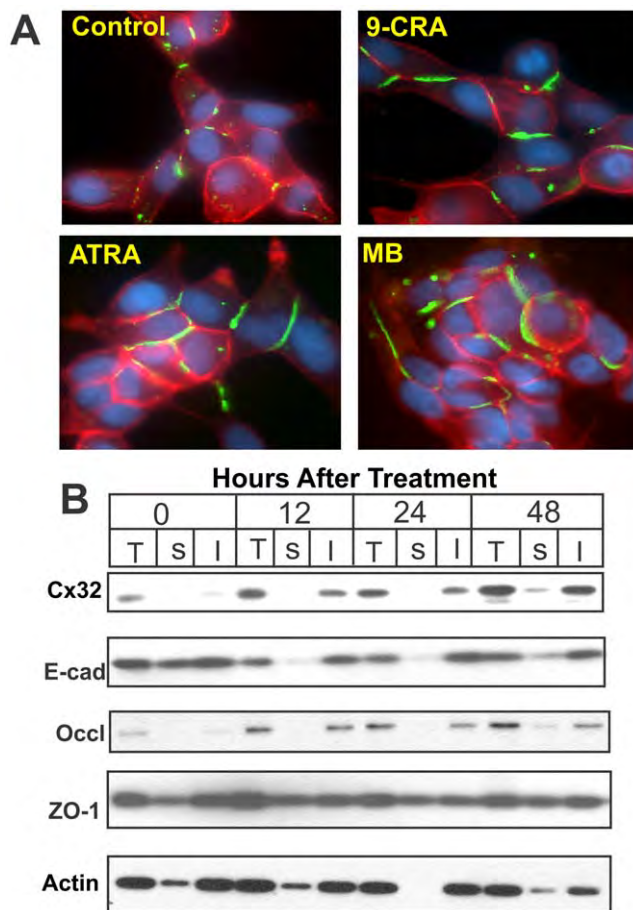 A
Control
9-CRA
ATRA
MB
B
Hours After Treatment
0 12 24 48
T S I T S I T S I T S I
Cx32
E-cad
Occl
ZO-1
Actin